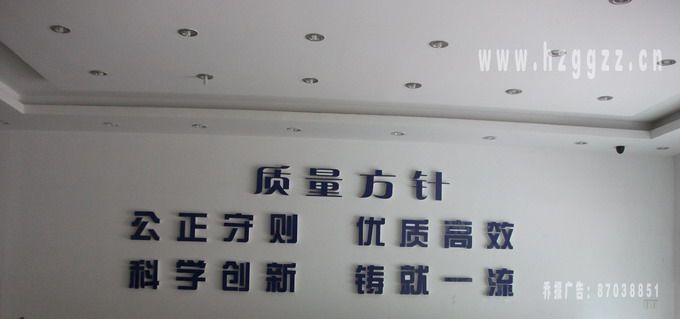 www.hzggzz.cn
质量方针
公正守则 优质高效
科学创新 铸就一流
乔振广告:87038851